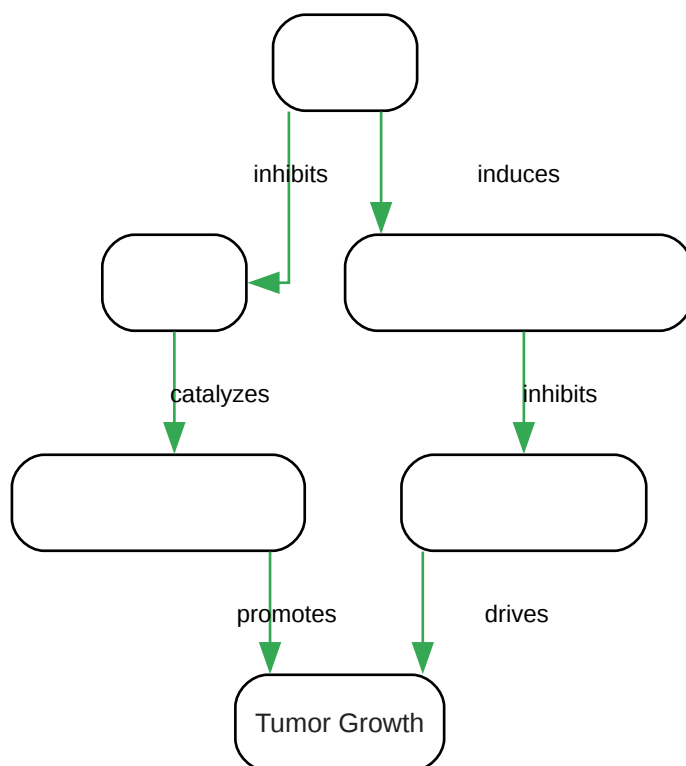 inhibits
induces
catalyzes
inhibits
promotes
drives
Tumor Growth